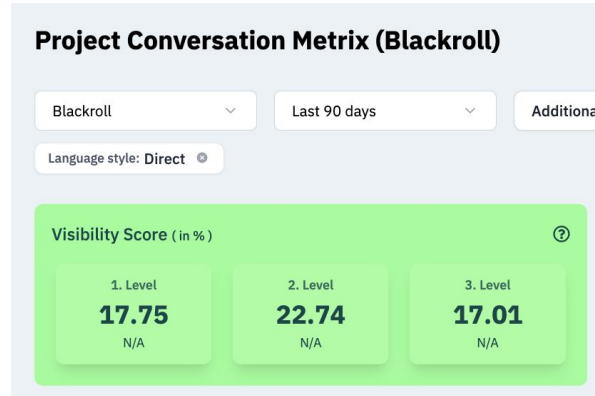 Project Conversation Metrix (Blackroll)
Blackroll
Last 90 days
Language style: Direct
Visibility Score ( in % )
1. Level
17.75
N/A
2. Level
22.74
N/A
3. Level
17.01
N/A